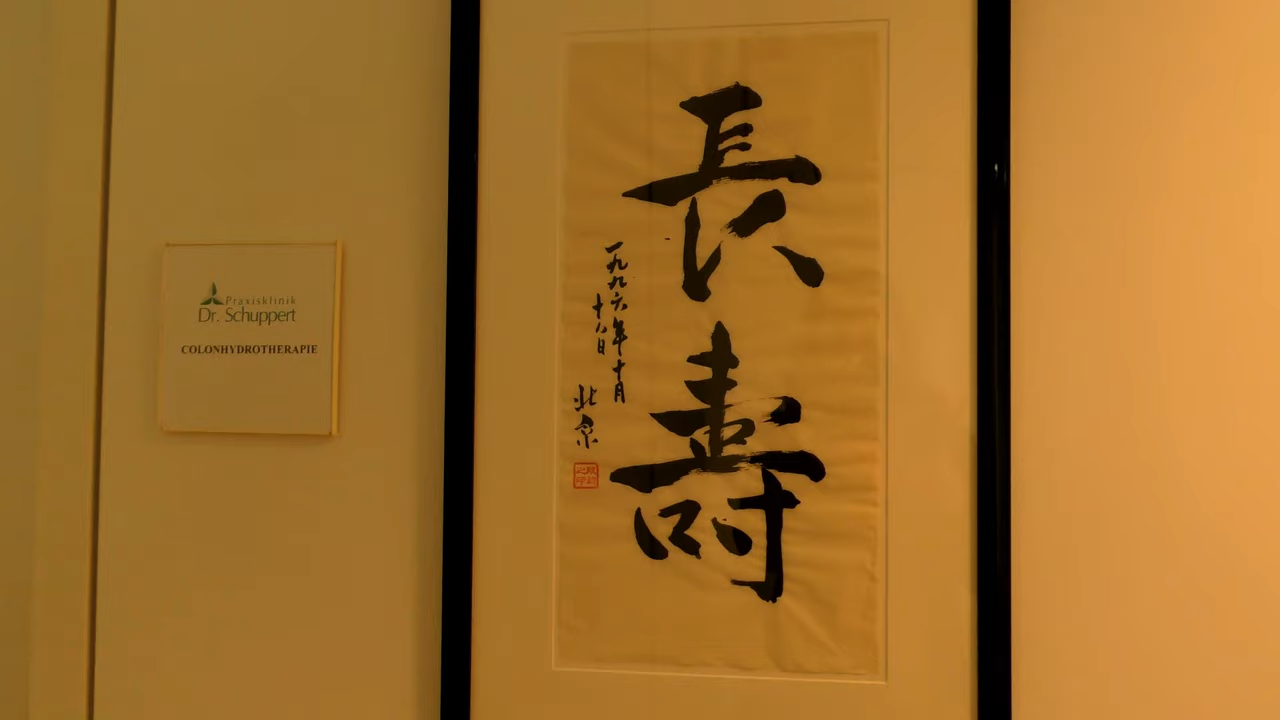 Praxisklinik
Dr. Schuppert
COLONHYDROTHERAPIE
長壽
一九九六年十月
十八日
北京